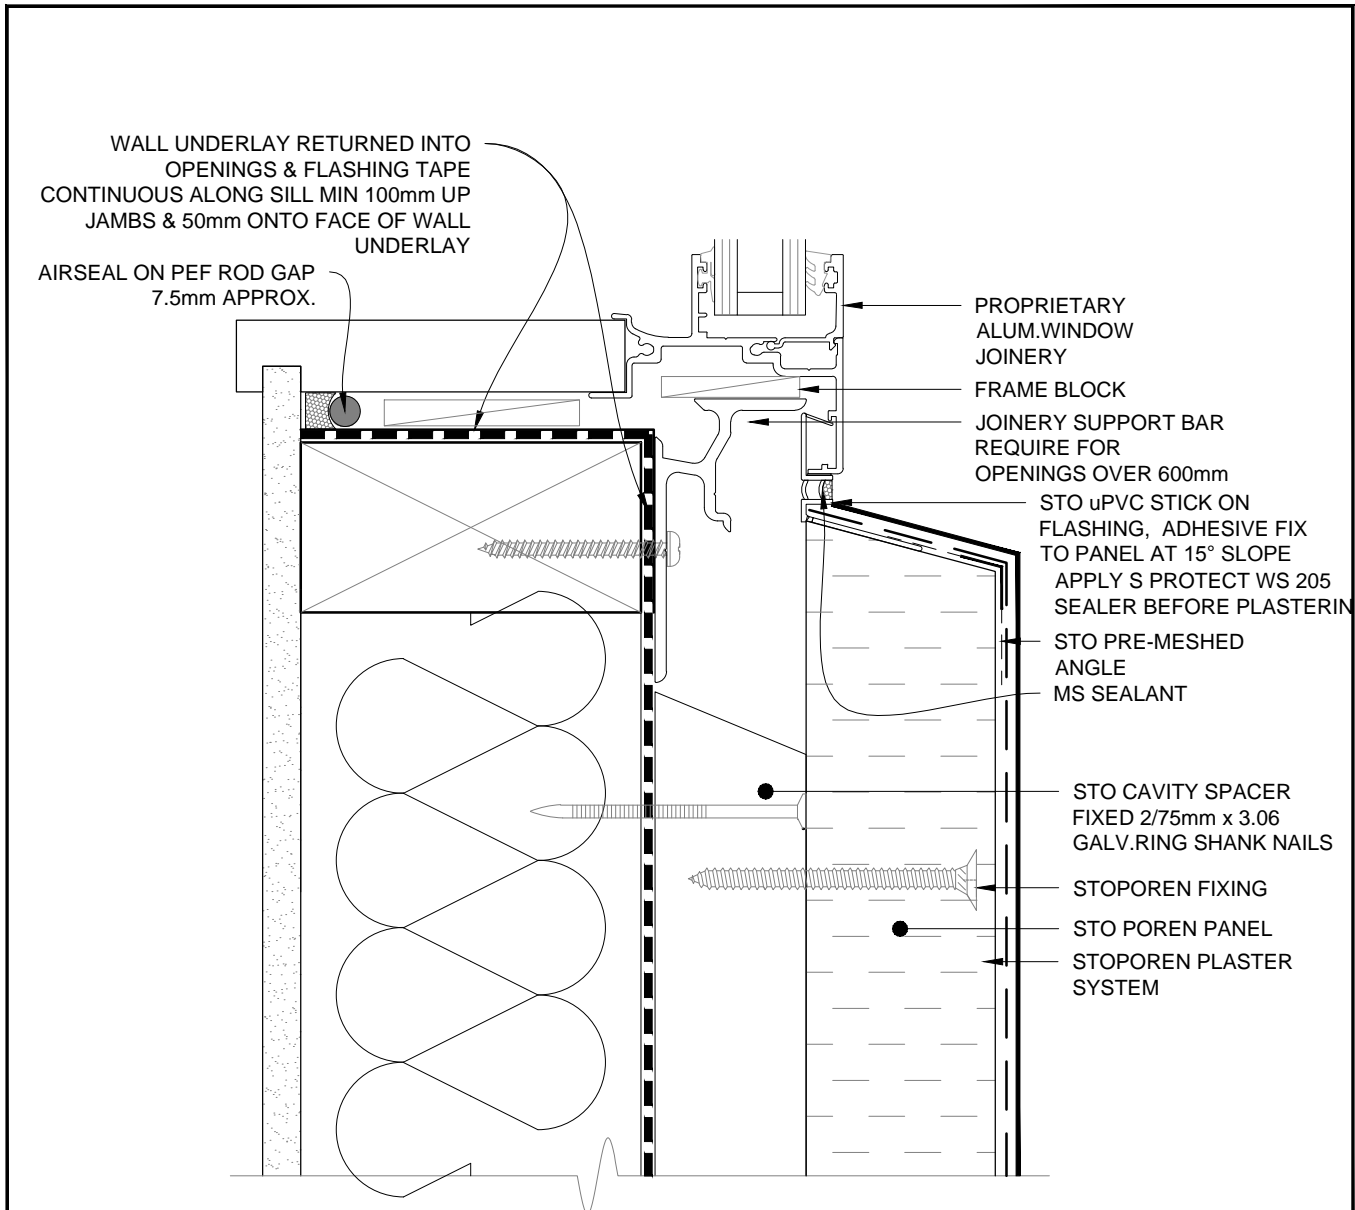 WALL UNDERLAY RETURNED INTO
OPENINGS & FLASHING TAPE
CONTINUOUS ALONG SILL MIN 100mm UP
JAMBS & 50mm ONTO FACE OF WALL
UNDERLAY
AIRSEAL ON PEF ROD GAP
7.5mm APPROX.
PROPRIETARY
ALUM.WINDOW
JOINERY
FRAME BLOCK
JOINERY SUPPORT BAR
REQUIRE FOR
OPENINGS OVER 600mm
STO uPVC STICK ON
FLASHING, ADHESIVE FIX
TO PANEL AT 15° SLOPE
APPLY S PROTECT WS 205
SEALER BEFORE PLASTERIN
STO PRE-MESHED
ANGLE
MS SEALANT
STO CAVITY SPACER
FIXED 2/75mm x 3.06
GALV.RING SHANK NAILS
STOPOREN FIXING
STO POREN PANEL
STOPOREN PLASTER
SYSTEM